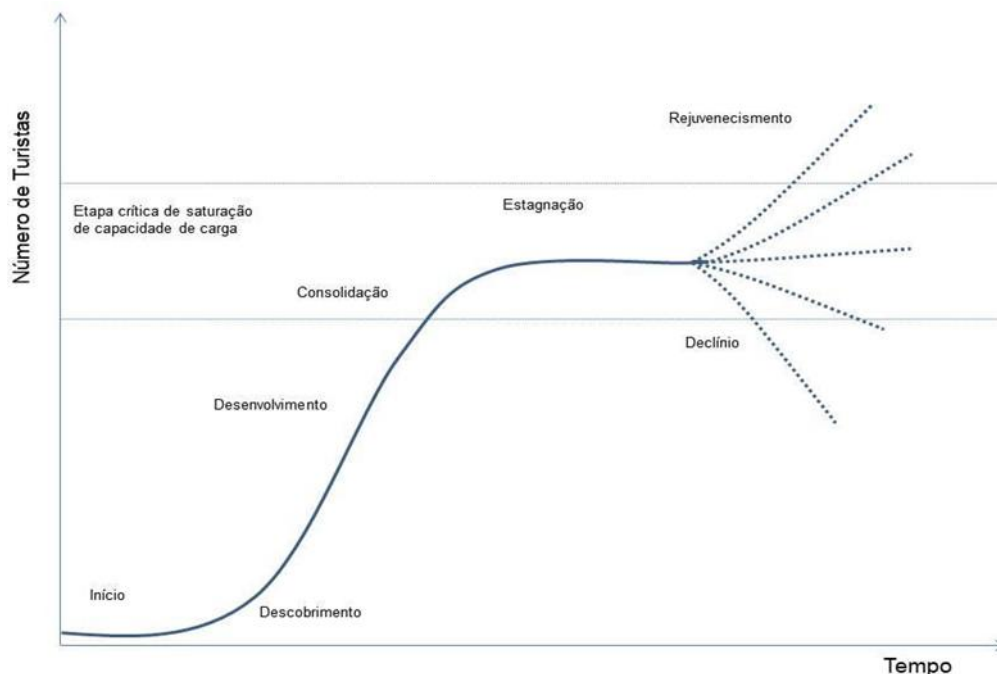 Número de Turistas
Rejuvenecismento
Etapa crítica de saturação
de capacidade de carga
Estagnação
Consolidação
Declínio
Desenvolvimento
Início
Descobrimento
Tempo